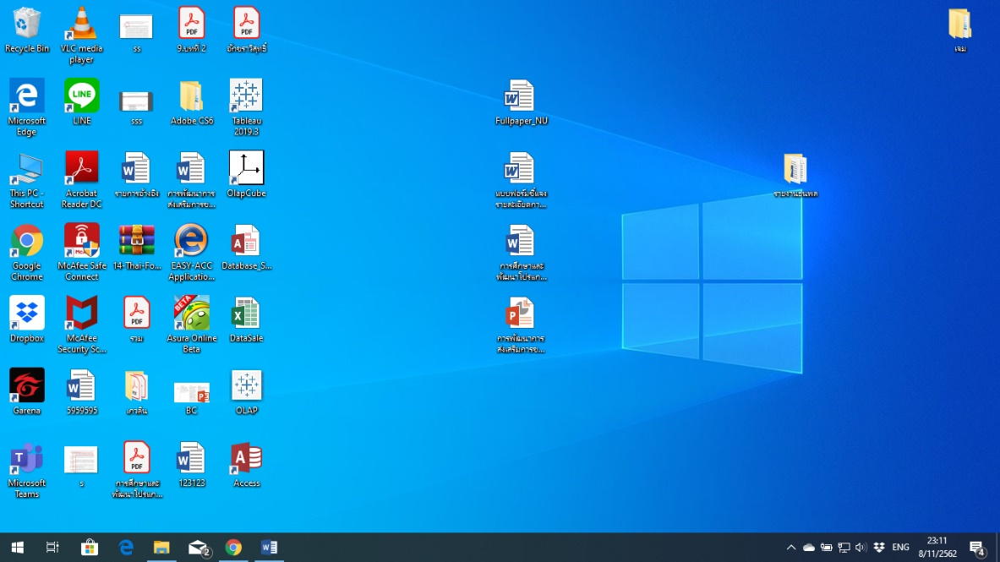 Recycle Bin
VLC media
player
ss
9.บทที่ 2
Microsoft
Edge
LINE
sss
Adobe CS6
Tableau
2019.3
This PC -
Shortcut
Acrobat
Reader DC
รายการอ้างอิง
การพัฒนาการ
ส่งเสริมการข...
OlapCube
Google
Chrome
McAfee Safe
Connect
14-Thai-Fo...
EASY-ACC
Applicatio...
Database_S...
Dropbox
McAfee
Security Sc...
รวม
Asura Online
Beta
DataSale
Garena
5959595
เกวลิน
BC
OLAP
Microsoft
Teams
s
การศึกษาและ
พัฒนาโปรแก...
123123
Access
Fullpaper_NU
แบบฟอร์มชี้แจง
รายละเอียดกา...
การศึกษาและ
พัฒนาโปรแก...
การพัฒนาการ
ส่งเสริมการข...
เจม
รายงานธนพล
2
ENG
23:11
8/11/2562
4